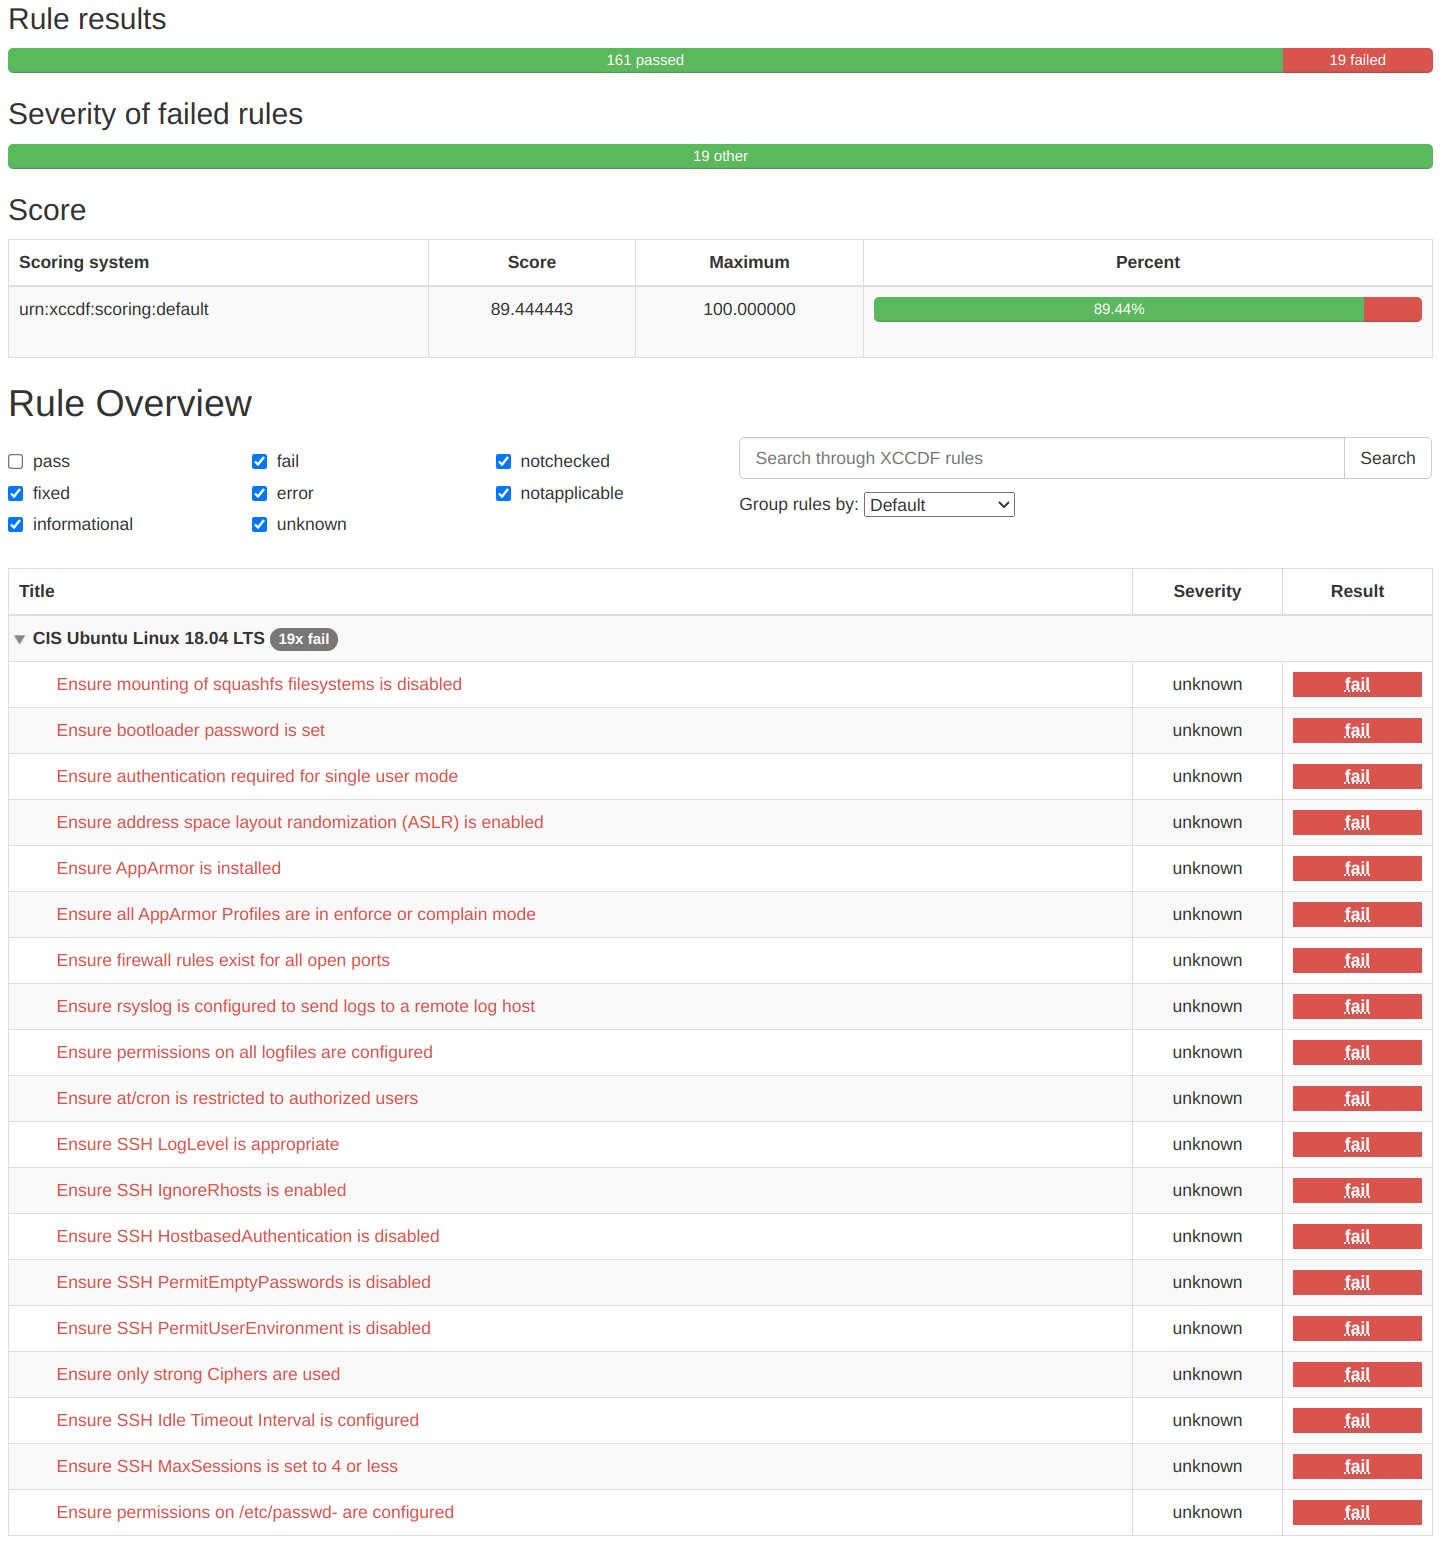 Rule results
161 passed 19 failed
Severity of failed rules
19 other
Score
Scoring system Score Maximum Percent
urn:xccdf:scoring:default 89.444443 100.000000 89.44%
Rule Overview
pass fail notchecked Search through XCCDF rules Search
fixed error notapplicable Group rules by: Default
informational unknown
Title Severity Result
CIS Ubuntu Linux 18.04 LTS 19x fail
Ensure mounting of squashfs filesystems is disabled unknown fail
Ensure bootloader password is set unknown fail
Ensure authentication required for single user mode unknown fail
Ensure address space layout randomization (ASLR) is enabled unknown fail
Ensure AppArmor is installed unknown fail
Ensure all AppArmor Profiles are in enforce or complain mode unknown fail
Ensure firewall rules exist for all open ports unknown fail
Ensure rsyslog is configured to send logs to a remote log host unknown fail
Ensure permissions on all logfiles are configured unknown fail
Ensure at/cron is restricted to authorized users unknown fail
Ensure SSH LogLevel is appropriate unknown fail
Ensure SSH IgnoreRhosts is enabled unknown fail
Ensure SSH HostbasedAuthentication is disabled unknown fail
Ensure SSH PermitEmptyPasswords is disabled unknown fail
Ensure SSH PermitUserEnvironment is disabled unknown fail
Ensure only strong Ciphers are used unknown fail
Ensure SSH Idle Timeout Interval is configured unknown fail
Ensure SSH MaxSessions is set to 4 or less unknown fail
Ensure permissions on /etc/passwd- are configured unknown fail